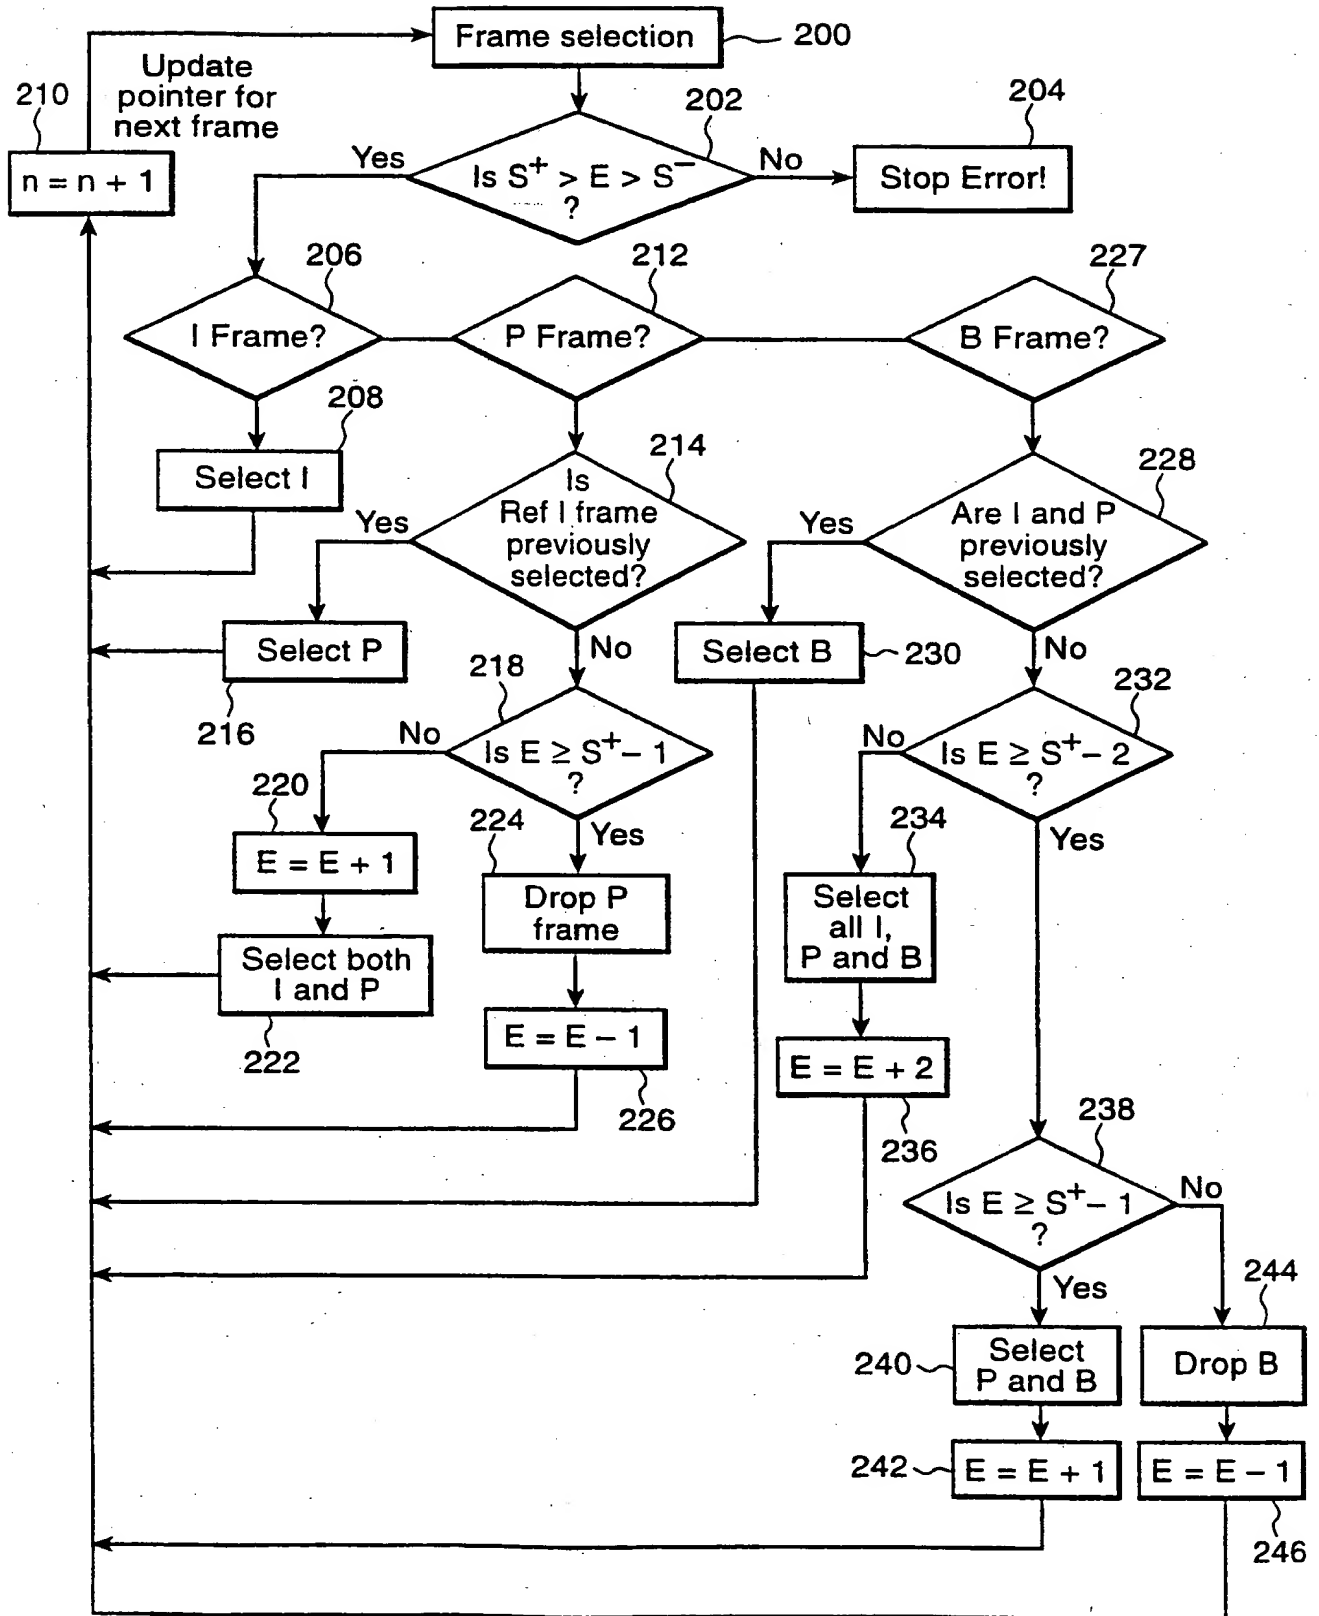 Frame selection
200
Update
pointer for
next frame
210
n = n + 1
202
204
Yes
Is S+ > E > S−
?
No
Stop Error!
206
212
227
I Frame?
P Frame?
B Frame?
208
Select I
214
Is
Ref I frame
previously
selected?
Yes
228
Are I and P
previously
selected?
Yes
Select P
216
No
Select B
230
No
218
Is E ≥ S+ − 1
?
No
232
Is E ≥ S+ − 2
?
No
220
E = E + 1
224
Yes
Drop P
frame
234
Yes
Select
all I,
P and B
Select both
I and P
222
E = E − 1
226
E = E + 2
236
238
Is E ≥ S+ − 1
?
No
Yes
244
240
Select
P and B
Drop B
242
E = E + 1
E = E − 1
246